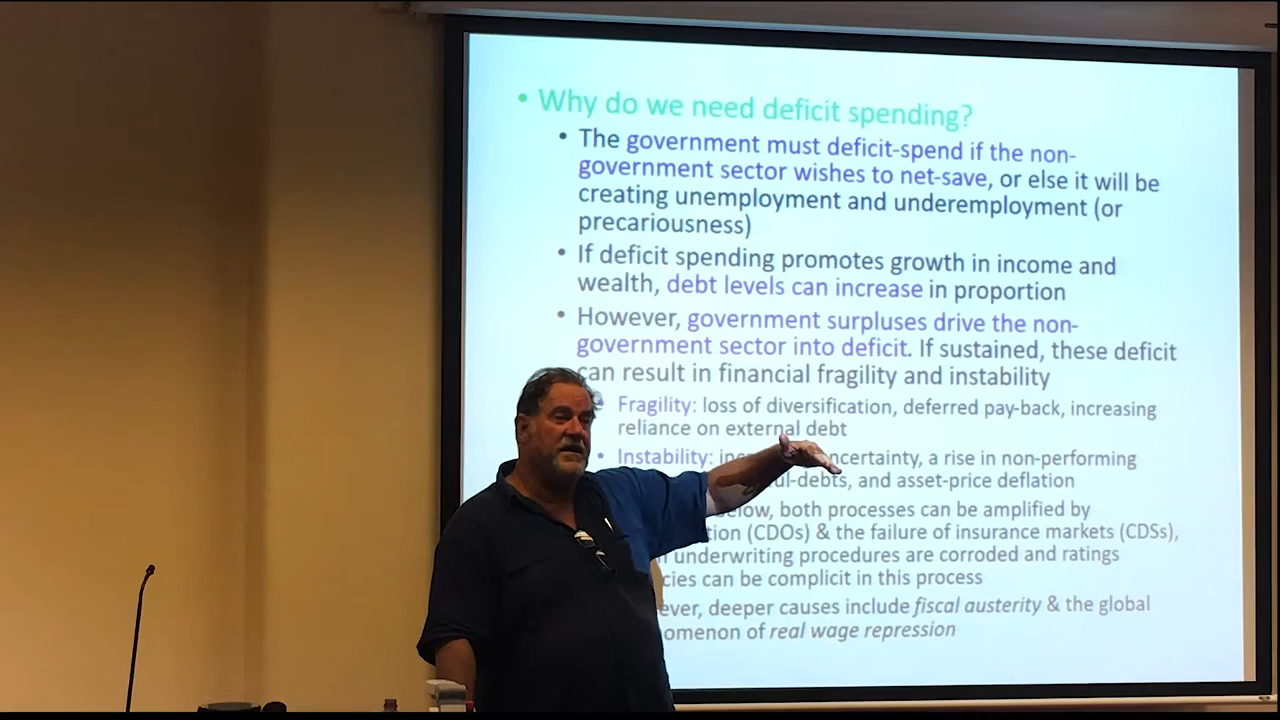 • Why do we need deficit spending?
• The government must deficit-spend if the non-
government sector wishes to net-save, or else it will be
creating unemployment and underemployment (or
precariousness)
• If deficit spending promotes growth in income and
wealth, debt levels can increase in proportion
• However, government surpluses drive the non-
government sector into deficit. If sustained, these deficit
can result in financial fragility and instability
Fragility: loss of diversification, deferred pay-back, increasing
reliance on external debt
• Instability: uncertainty, a rise in non-performing
and asset-price deflation
both processes can be amplified by
(CDOs) & the failure of insurance markets (CDSs),
underwriting procedures are corroded and ratings
can be complicit in this process
deeper causes include fiscal austerity & the global
of real wage repression